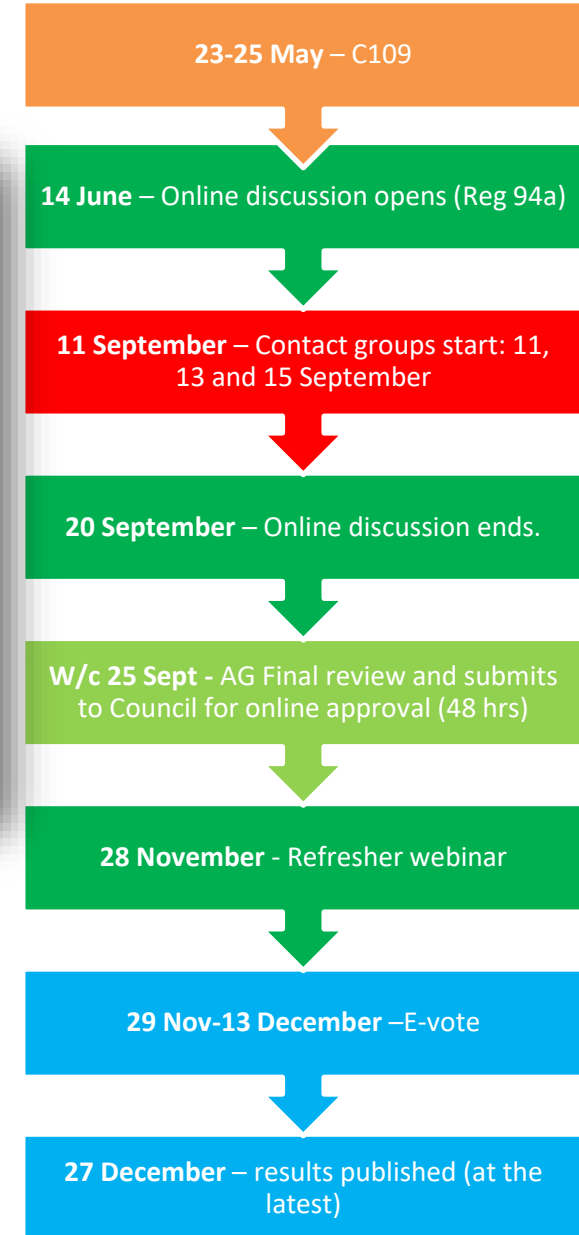 23-25 May – C109
14 June – Online discussion opens (Reg 94a)
11 September – Contact groups start: 11,
13 and 15 September
20 September – Online discussion ends.
W/c 25 Sept - AG Final review and submits
to Council for online approval (48 hrs)
28 November - Refresher webinar
29 Nov-13 December –E-vote
27 December – results published (at the
latest)